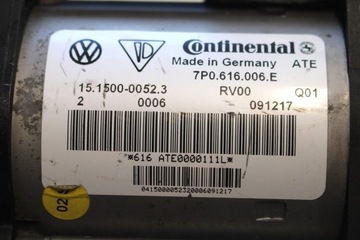 Continental
Made in Germany ATE
7P0.616.006.E
15.1500-0052.3 RV00 Q01
2 0006 091217
*616 ATE0000111L*
0415000052320006091217
02